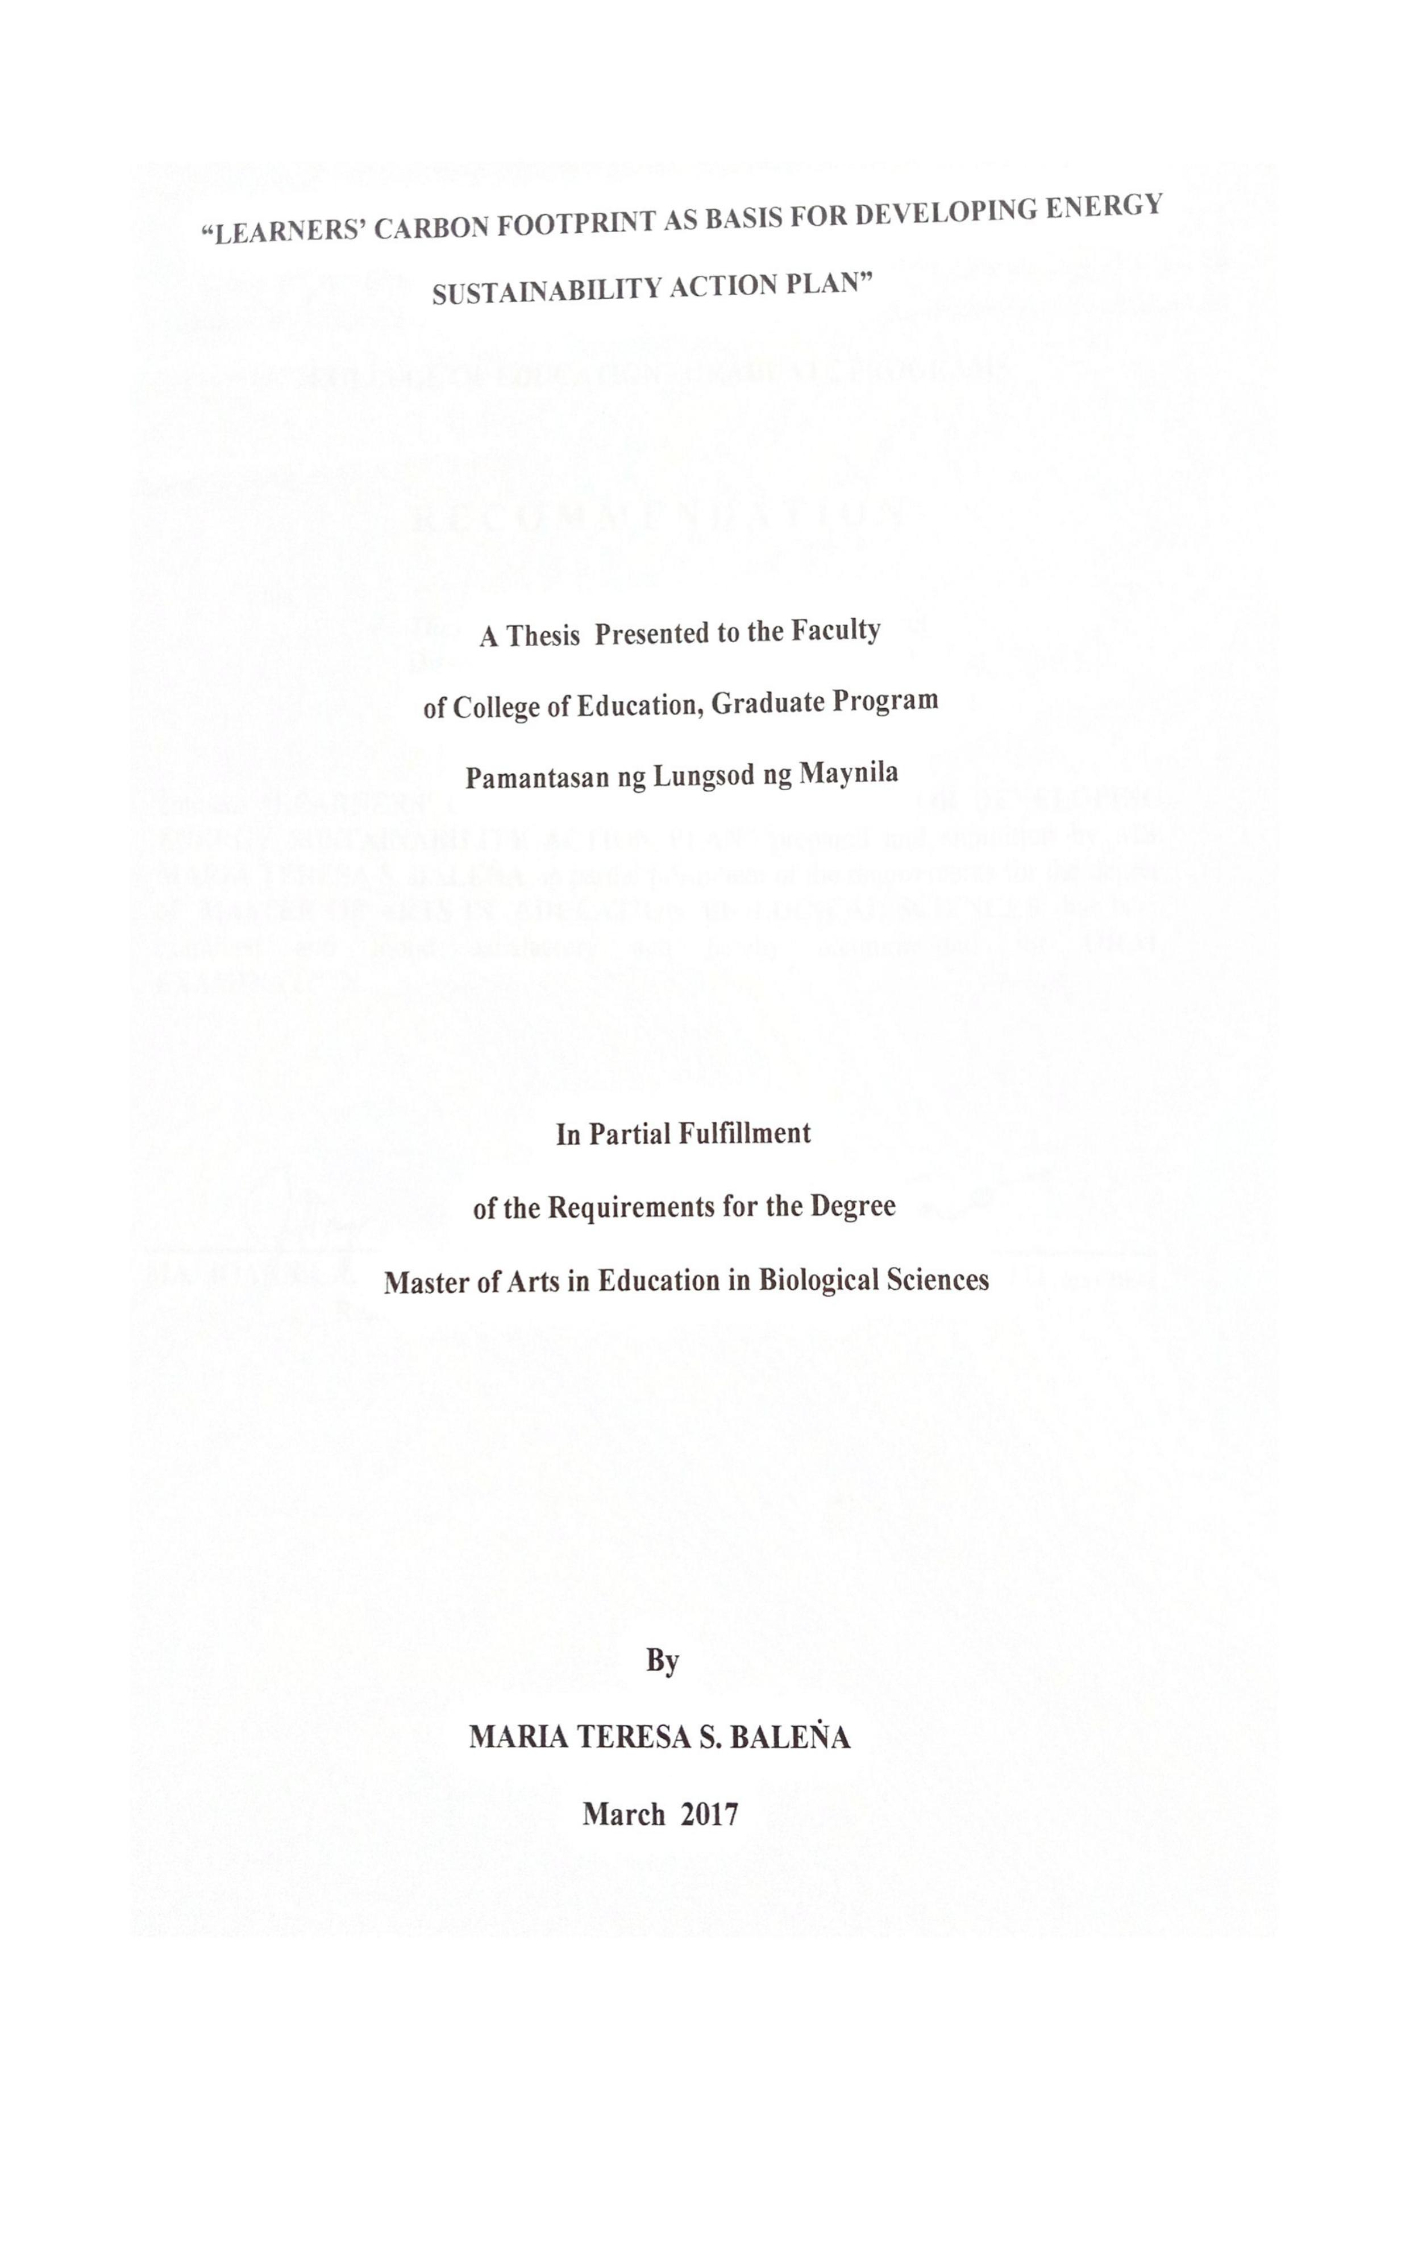 “LEARNERS’ CARBON FOOTPRINT AS BASIS FOR DEVELOPING ENERGY
SUSTAINABILITY ACTION PLAN”
A Thesis Presented to the Faculty
of College of Education, Graduate Program
Pamantasan ng Lungsod ng Maynila
In Partial Fulfillment
of the Requirements for the Degree
Master of Arts in Education in Biological Sciences
By
MARIA TERESA S. BALEṄA
March 2017